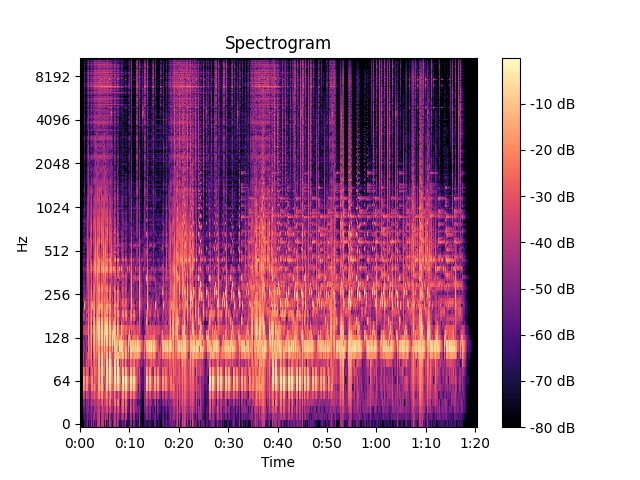 Spectrogram
8192
4096
2048
1024
512
256
128
64
0
Hz
0:00 0:10 0:20 0:30 0:40 0:50 1:00 1:10 1:20
Time
-10 dB
-20 dB
-30 dB
-40 dB
-50 dB
-60 dB
-70 dB
-80 dB